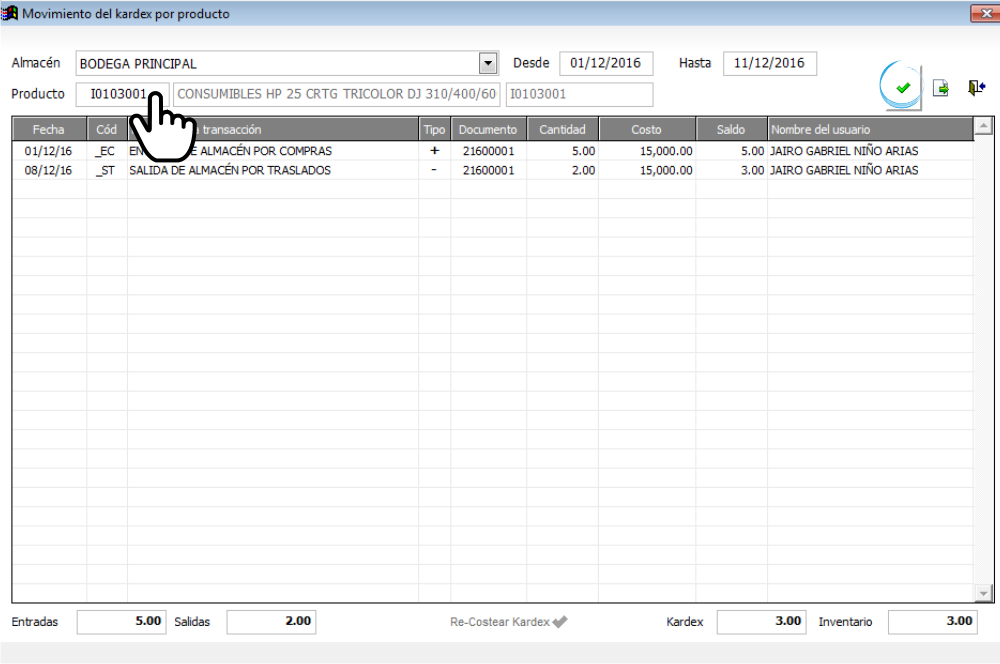 Movimiento del kardex por producto
Almacén BODEGA PRINCIPAL Desde 01/12/2016 Hasta 11/12/2016
Producto I0103001 CONSUMIBLES HP 25 CRTG TRICOLOR DJ 310/400/60 I0103001
Fecha Cód transacción Tipo Documento Cantidad Costo Saldo Nombre del usuario
01/12/16 _EC EN DE ALMACÉN POR COMPRAS + 21600001 5.00 15,000.00 5.00 JAIRO GABRIEL NIÑO ARIAS
08/12/16 _ST SALIDA DE ALMACÉN POR TRASLADOS - 21600001 2.00 15,000.00 3.00 JAIRO GABRIEL NIÑO ARIAS
Entradas 5.00 Salidas 2.00 Re-Costear Kardex Kardex 3.00 Inventario 3.00